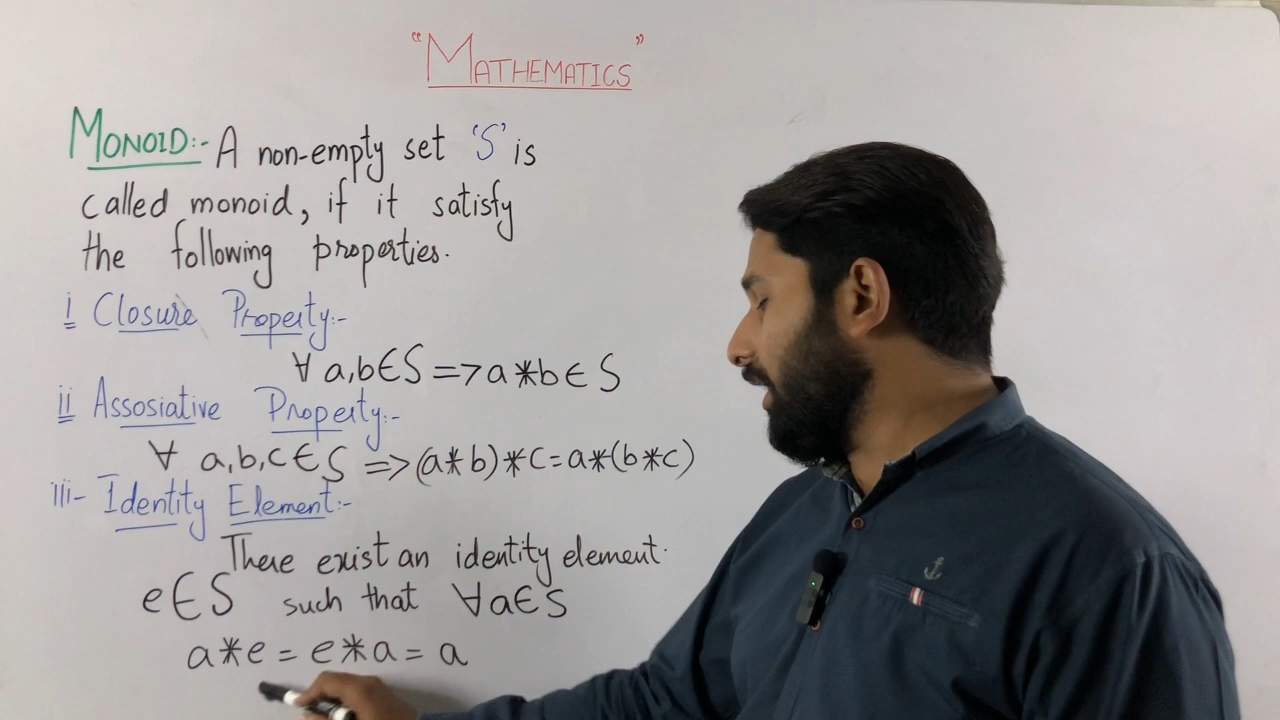 “MATHEMATICS”
MONOID:- A non-empty set 'S' is
called monoid, if it satisfy
the following properties.
i Closure Property:-
∀ a,b∈S => a*b∈S
ii Assosiative Property:-
∀ a,b,c∈S => (a*b)*c=a*(b*c)
iii- Identity Element:-
There exist an identity element.
e∈S such that ∀a∈S
a*e = e*a = a